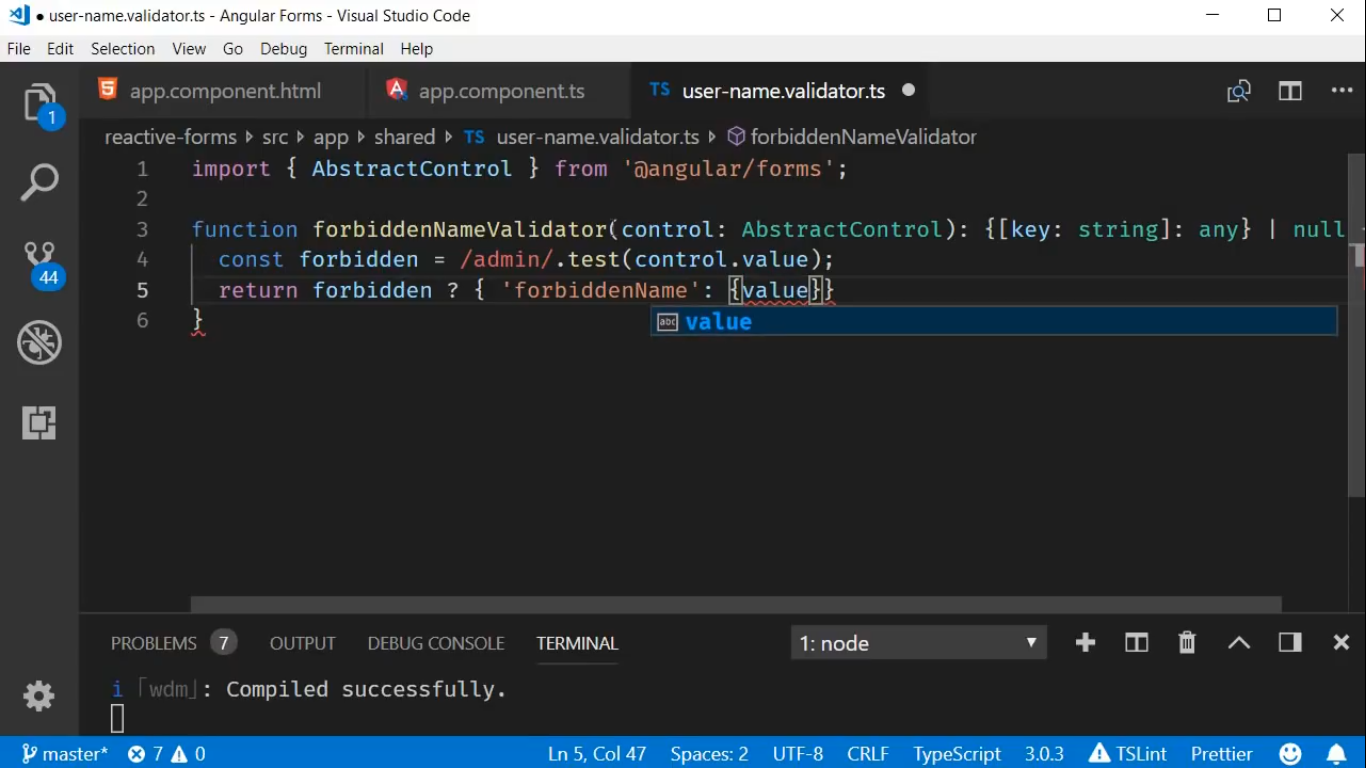 ● user-name.validator.ts - Angular Forms - Visual Studio Code
File Edit Selection View Go Debug Terminal Help
app.component.html app.component.ts TS user-name.validator.ts ●
1
reactive-forms src app shared TS user-name.validator.ts forbiddenNameValidator
1 import { AbstractControl } from '@angular/forms';
2
3 function forbiddenNameValidator(control: AbstractControl): {[key: string]: any} | null
4 const forbidden = /admin/.test(control.value);
5 return forbidden ? { 'forbiddenName': {value}}
6 }
abc value
44
PROBLEMS 7 OUTPUT DEBUG CONSOLE TERMINAL 1: node
i 「wdm」: Compiled successfully.
master* 7 0 Ln 5, Col 47 Spaces: 2 UTF-8 CRLF TypeScript 3.0.3 TSLint Prettier